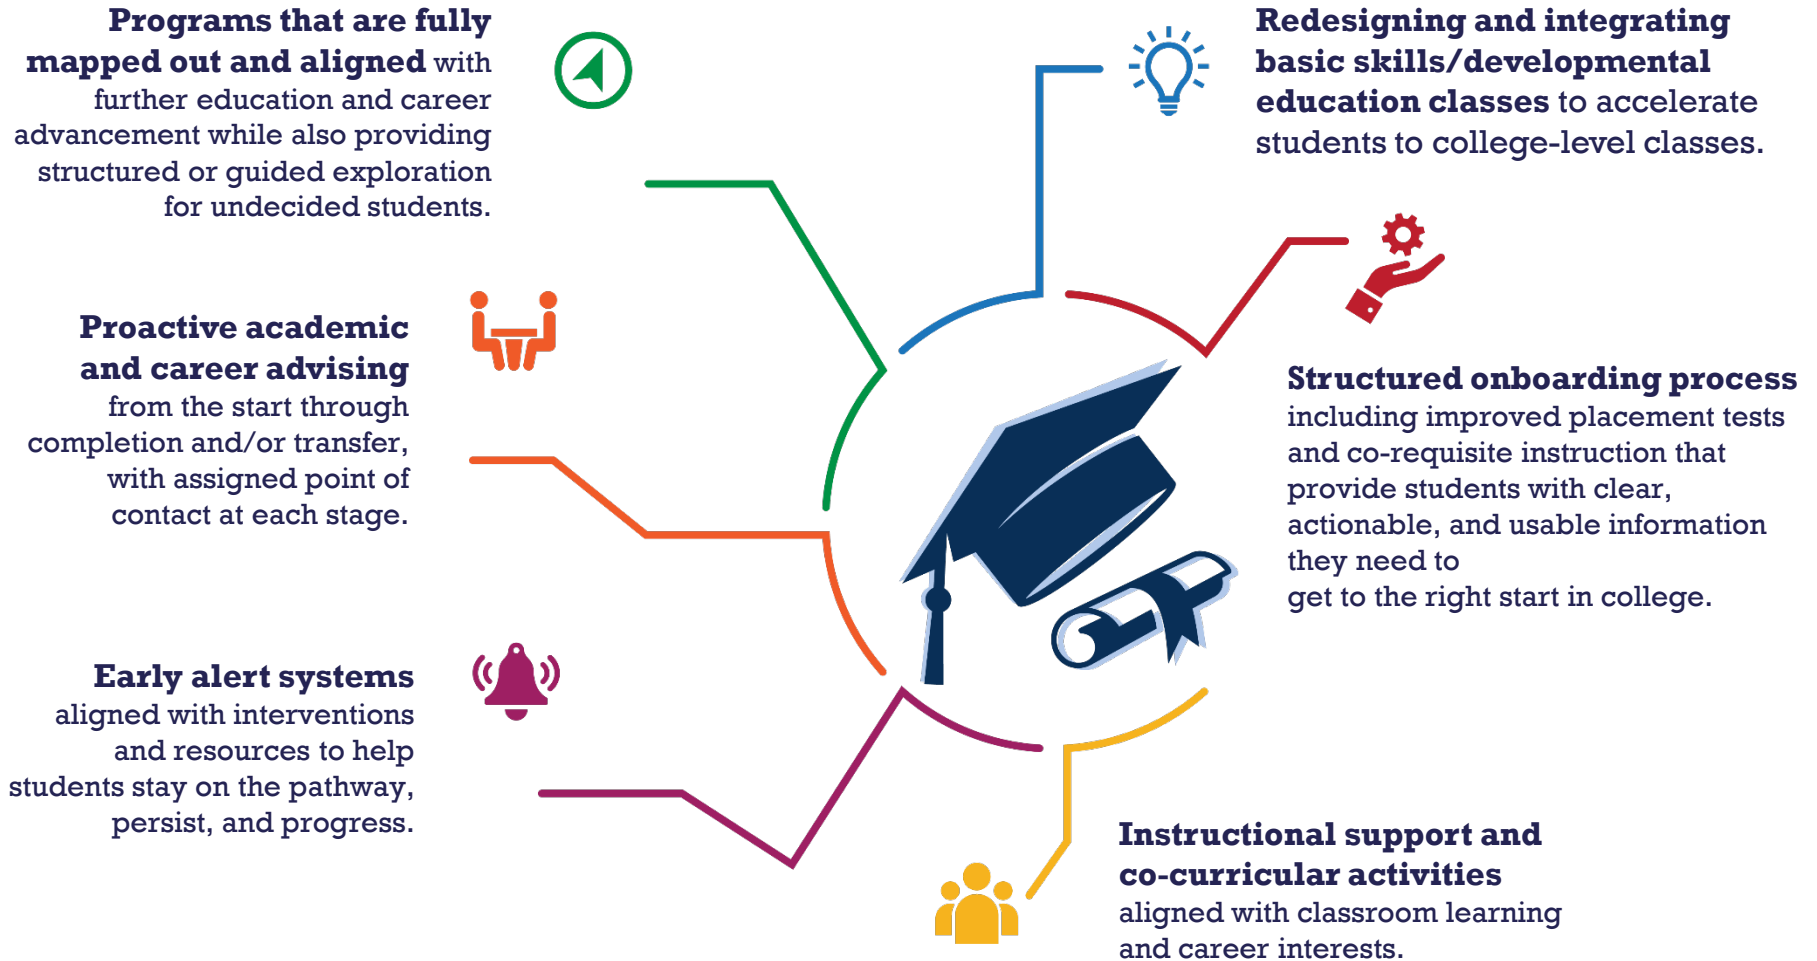 Programs that are fully
mapped out and aligned with
further education and career
advancement while also providing
structured or guided exploration
for undecided students.
Proactive academic
and career advising
from the start through
completion and/or transfer,
with assigned point of
contact at each stage.
Early alert systems
aligned with interventions
and resources to help
students stay on the pathway,
persist, and progress.
Redesigning and integrating
basic skills/developmental
education classes to accelerate
students to college-level classes.
Structured onboarding process
including improved placement tests
and co-requisite instruction that
provide students with clear,
actionable, and usable information
they need to
get to the right start in college.
Instructional support and
co-curricular activities
aligned with classroom learning
and career interests.